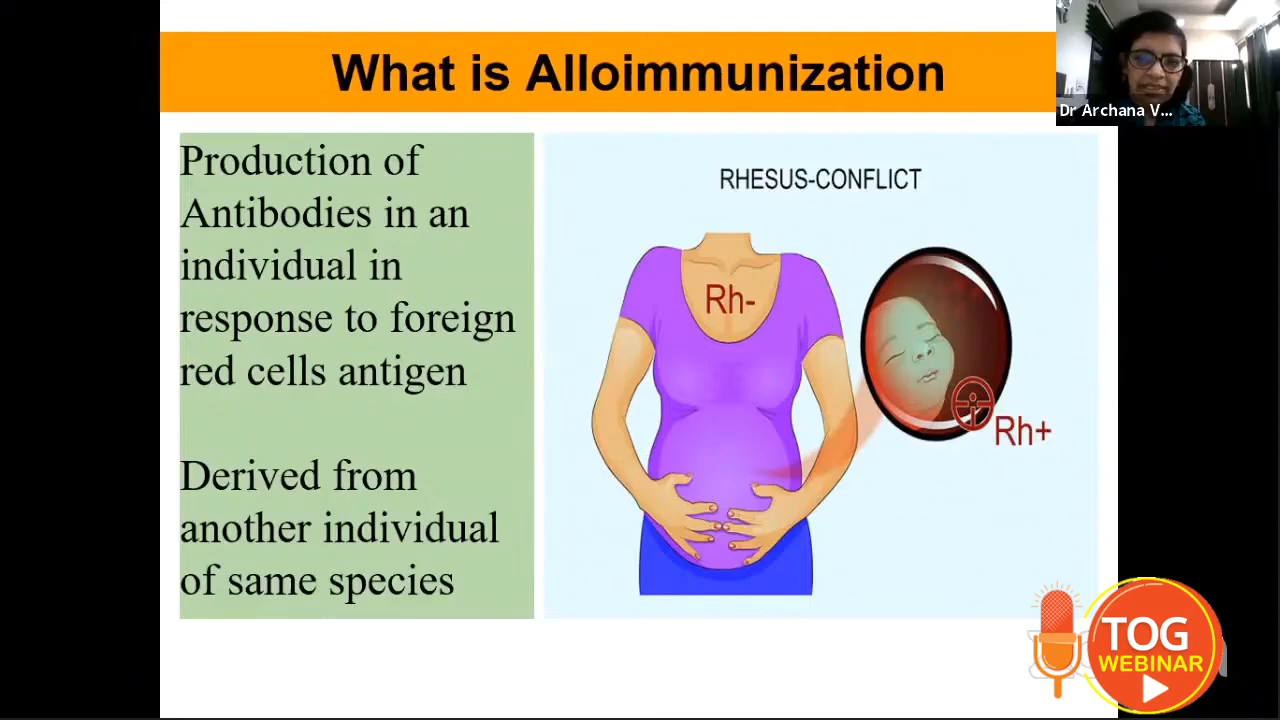 What is Alloimmunization
Dr Archana V...
Production of
Antibodies in an
individual in
response to foreign
red cells antigen
Derived from
another individual
of same species
RHESUS-CONFLICT
Rh-
Rh+
TOG
WEBINAR